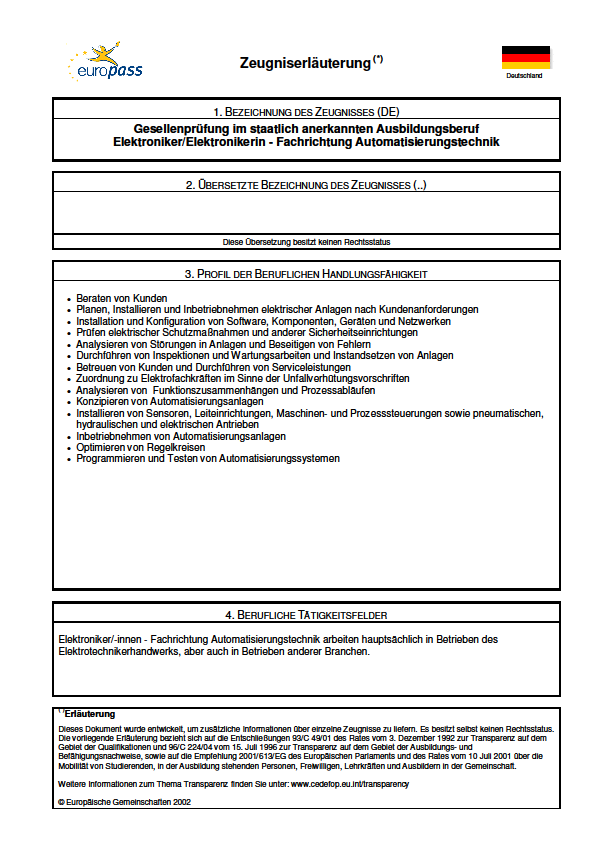 europass
Zeugniserläuterung (*)
Deutschland
1. BEZEICHNUNG DES ZEUGNISSES (DE)
Gesellenprüfung im staatlich anerkannten Ausbildungsberuf
Elektroniker/Elektronikerin - Fachrichtung Automatisierungstechnik
2. ÜBERSETZTE BEZEICHNUNG DES ZEUGNISSES (..)
Diese Übersetzung besitzt keinen Rechtsstatus
3. PROFIL DER BERUFLICHEN HANDLUNGSFÄHIGKEIT
• Beraten von Kunden
• Planen, Installieren und Inbetriebnehmen elektrischer Anlagen nach Kundenanforderungen
• Installation und Konfiguration von Software, Komponenten, Geräten und Netzwerken
• Prüfen elektrischer Schutzmaßnahmen und anderer Sicherheitseinrichtungen
• Analysieren von Störungen in Anlagen und Beseitigen von Fehlern
• Durchführen von Inspektionen und Wartungsarbeiten und Instandsetzen von Anlagen
• Betreuen von Kunden und Durchführen von Serviceleistungen
• Zuordnung zu Elektrofachkräften im Sinne der Unfallverhütungsvorschriften
• Analysieren von Funktionszusammenhängen und Prozessabläufen
• Konzipieren von Automatisierungsanlagen
• Installieren von Sensoren, Leiteinrichtungen, Maschinen- und Prozesssteuerungen sowie pneumatischen,
hydraulischen und elektrischen Antrieben
• Inbetriebnehmen von Automatisierungsanlagen
• Optimieren von Regelkreisen
• Programmieren und Testen von Automatisierungssystemen
4. BERUFLICHE TÄTIGKEITSFELDER
Elektroniker/-innen - Fachrichtung Automatisierungstechnik arbeiten hauptsächlich in Betrieben des
Elektrotechnikerhandwerks, aber auch in Betrieben anderer Branchen.
(*)Erläuterung
Dieses Dokument wurde entwickelt, um zusätzliche Informationen über einzelne Zeugnisse zu liefern. Es besitzt selbst keinen Rechtsstatus.
Die vorliegende Erläuterung bezieht sich auf die Entschließungen 93/C 49/01 des Rates vom 3. Dezember 1992 zur Transparenz auf dem
Gebiet der Qualifikationen und 96/C 224/04 vom 15. Juli 1996 zur Transparenz auf dem Gebiet der Ausbildungs- und
Befähigungsnachweise, sowie auf die Empfehlung 2001/613/EG des Europäischen Parlaments und des Rates vom 10 Juli 2001 über die
Mobilität von Studierenden, in der Ausbildung stehenden Personen, Freiwilligen, Lehrkräften und Ausbildern in der Gemeinschaft.
Weitere Informationen zum Thema Transparenz finden Sie unter: www.cedefop.eu.int/transparency
© Europäische Gemeinschaften 2002